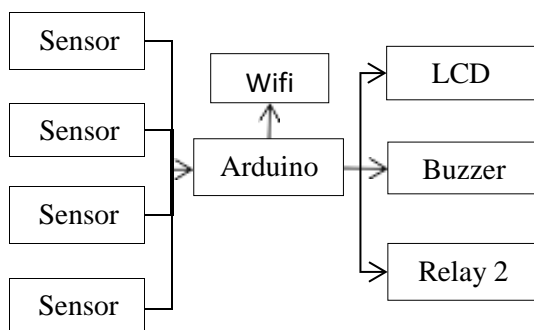 Sensor
Sensor
Sensor
Sensor
Wifi
Arduino
LCD
Buzzer
Relay 2